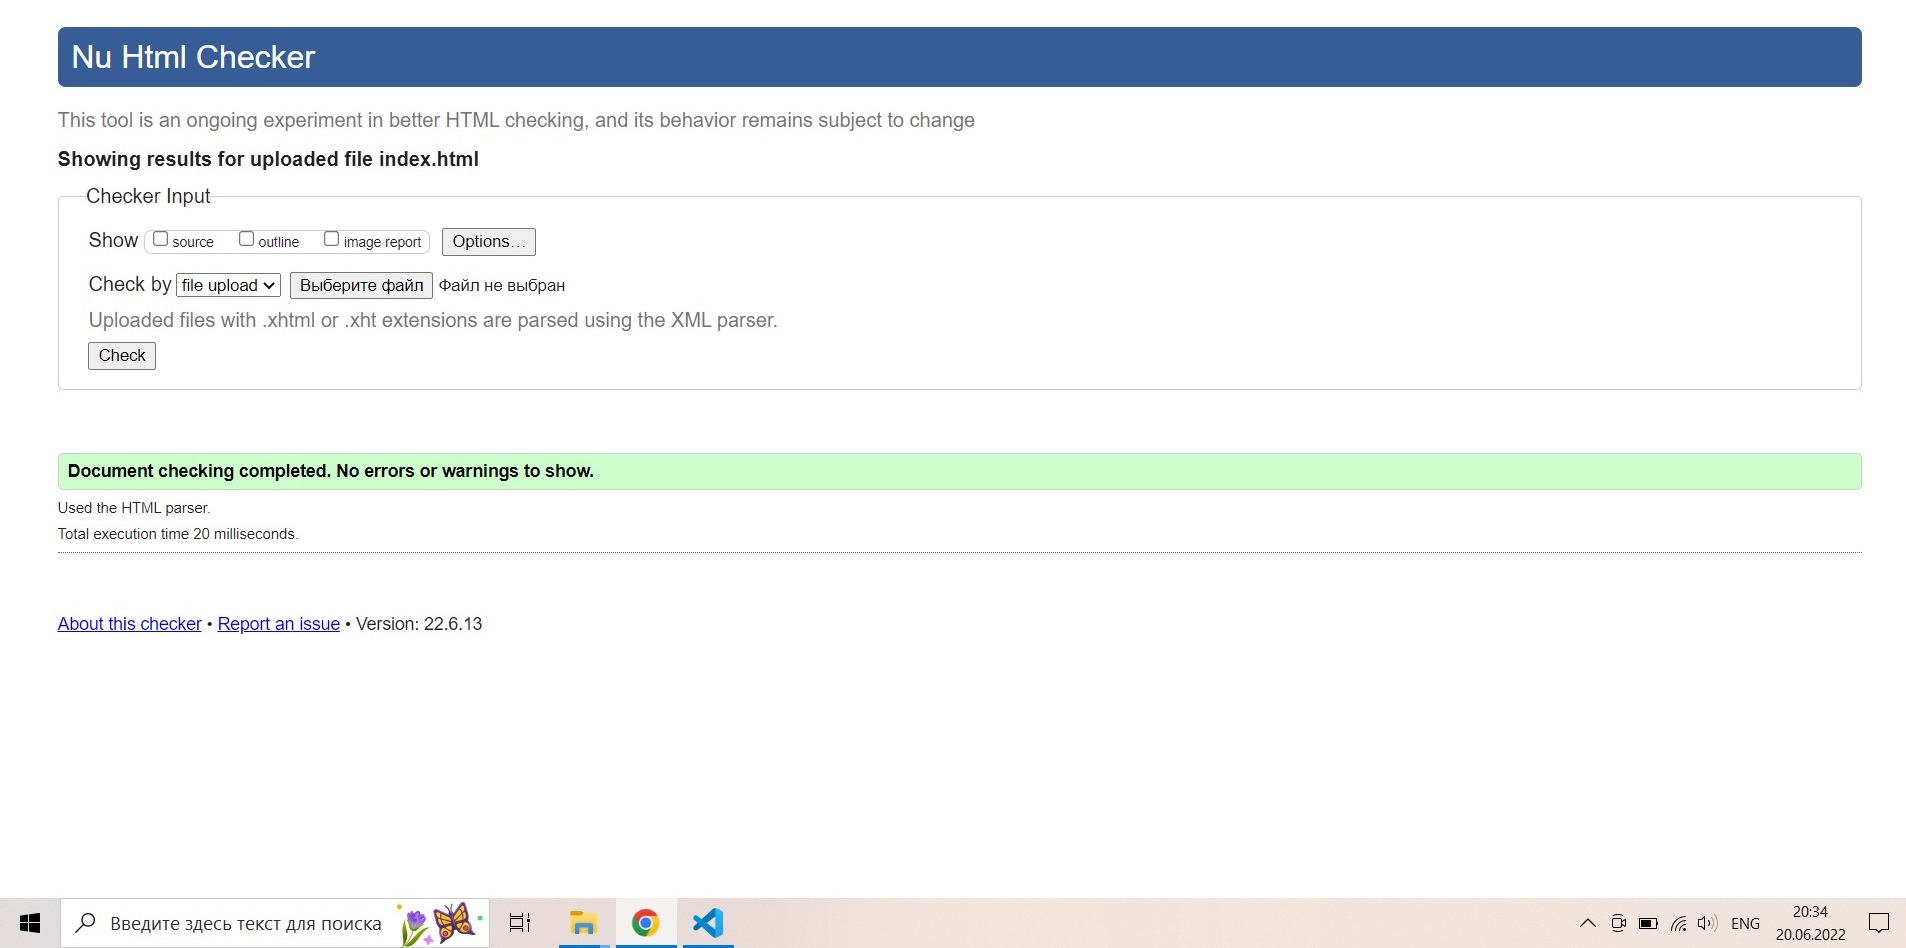 Nu Html Checker
This tool is an ongoing experiment in better HTML checking, and its behavior remains subject to change
Showing results for uploaded file index.html
Checker Input
Show source outline image report Options...
Check by file upload Выберите файл Файл не выбран
Uploaded files with .xhtml or .xht extensions are parsed using the XML parser.
Check
Document checking completed. No errors or warnings to show.
Used the HTML parser.
Total execution time 20 milliseconds.
About this checker • Report an issue • Version: 22.6.13
Введите здесь текст для поиска
ENG
20:34
20.06.2022